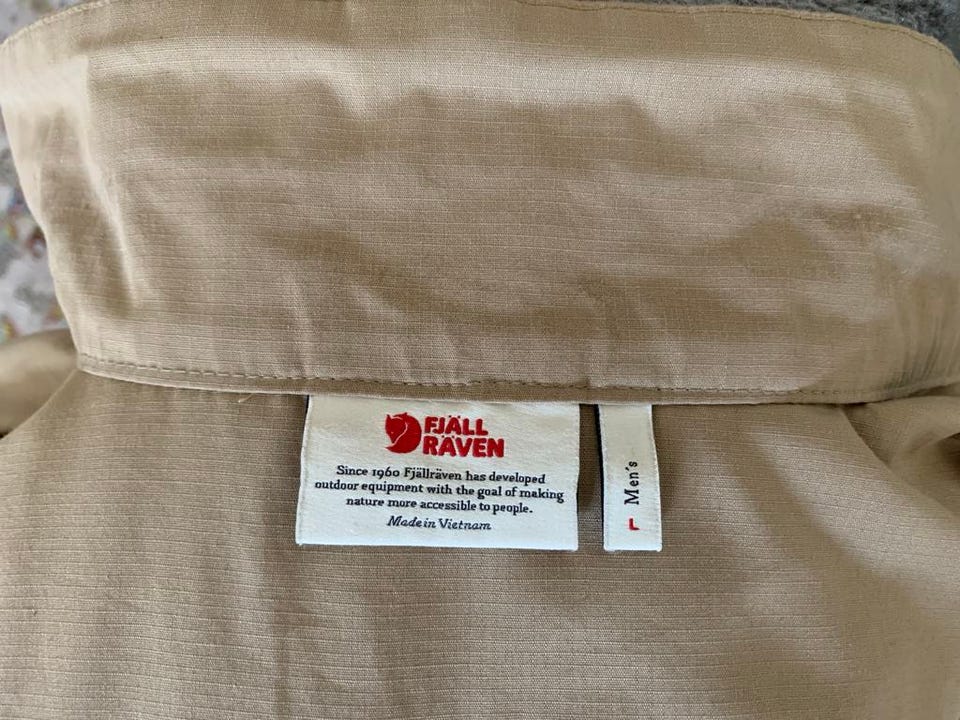 FJÄLL
RÄVEN
Since 1960 Fjällräven has developed
outdoor equipment with the goal of making
nature more accessible to people.
Made in Vietnam
L Men's